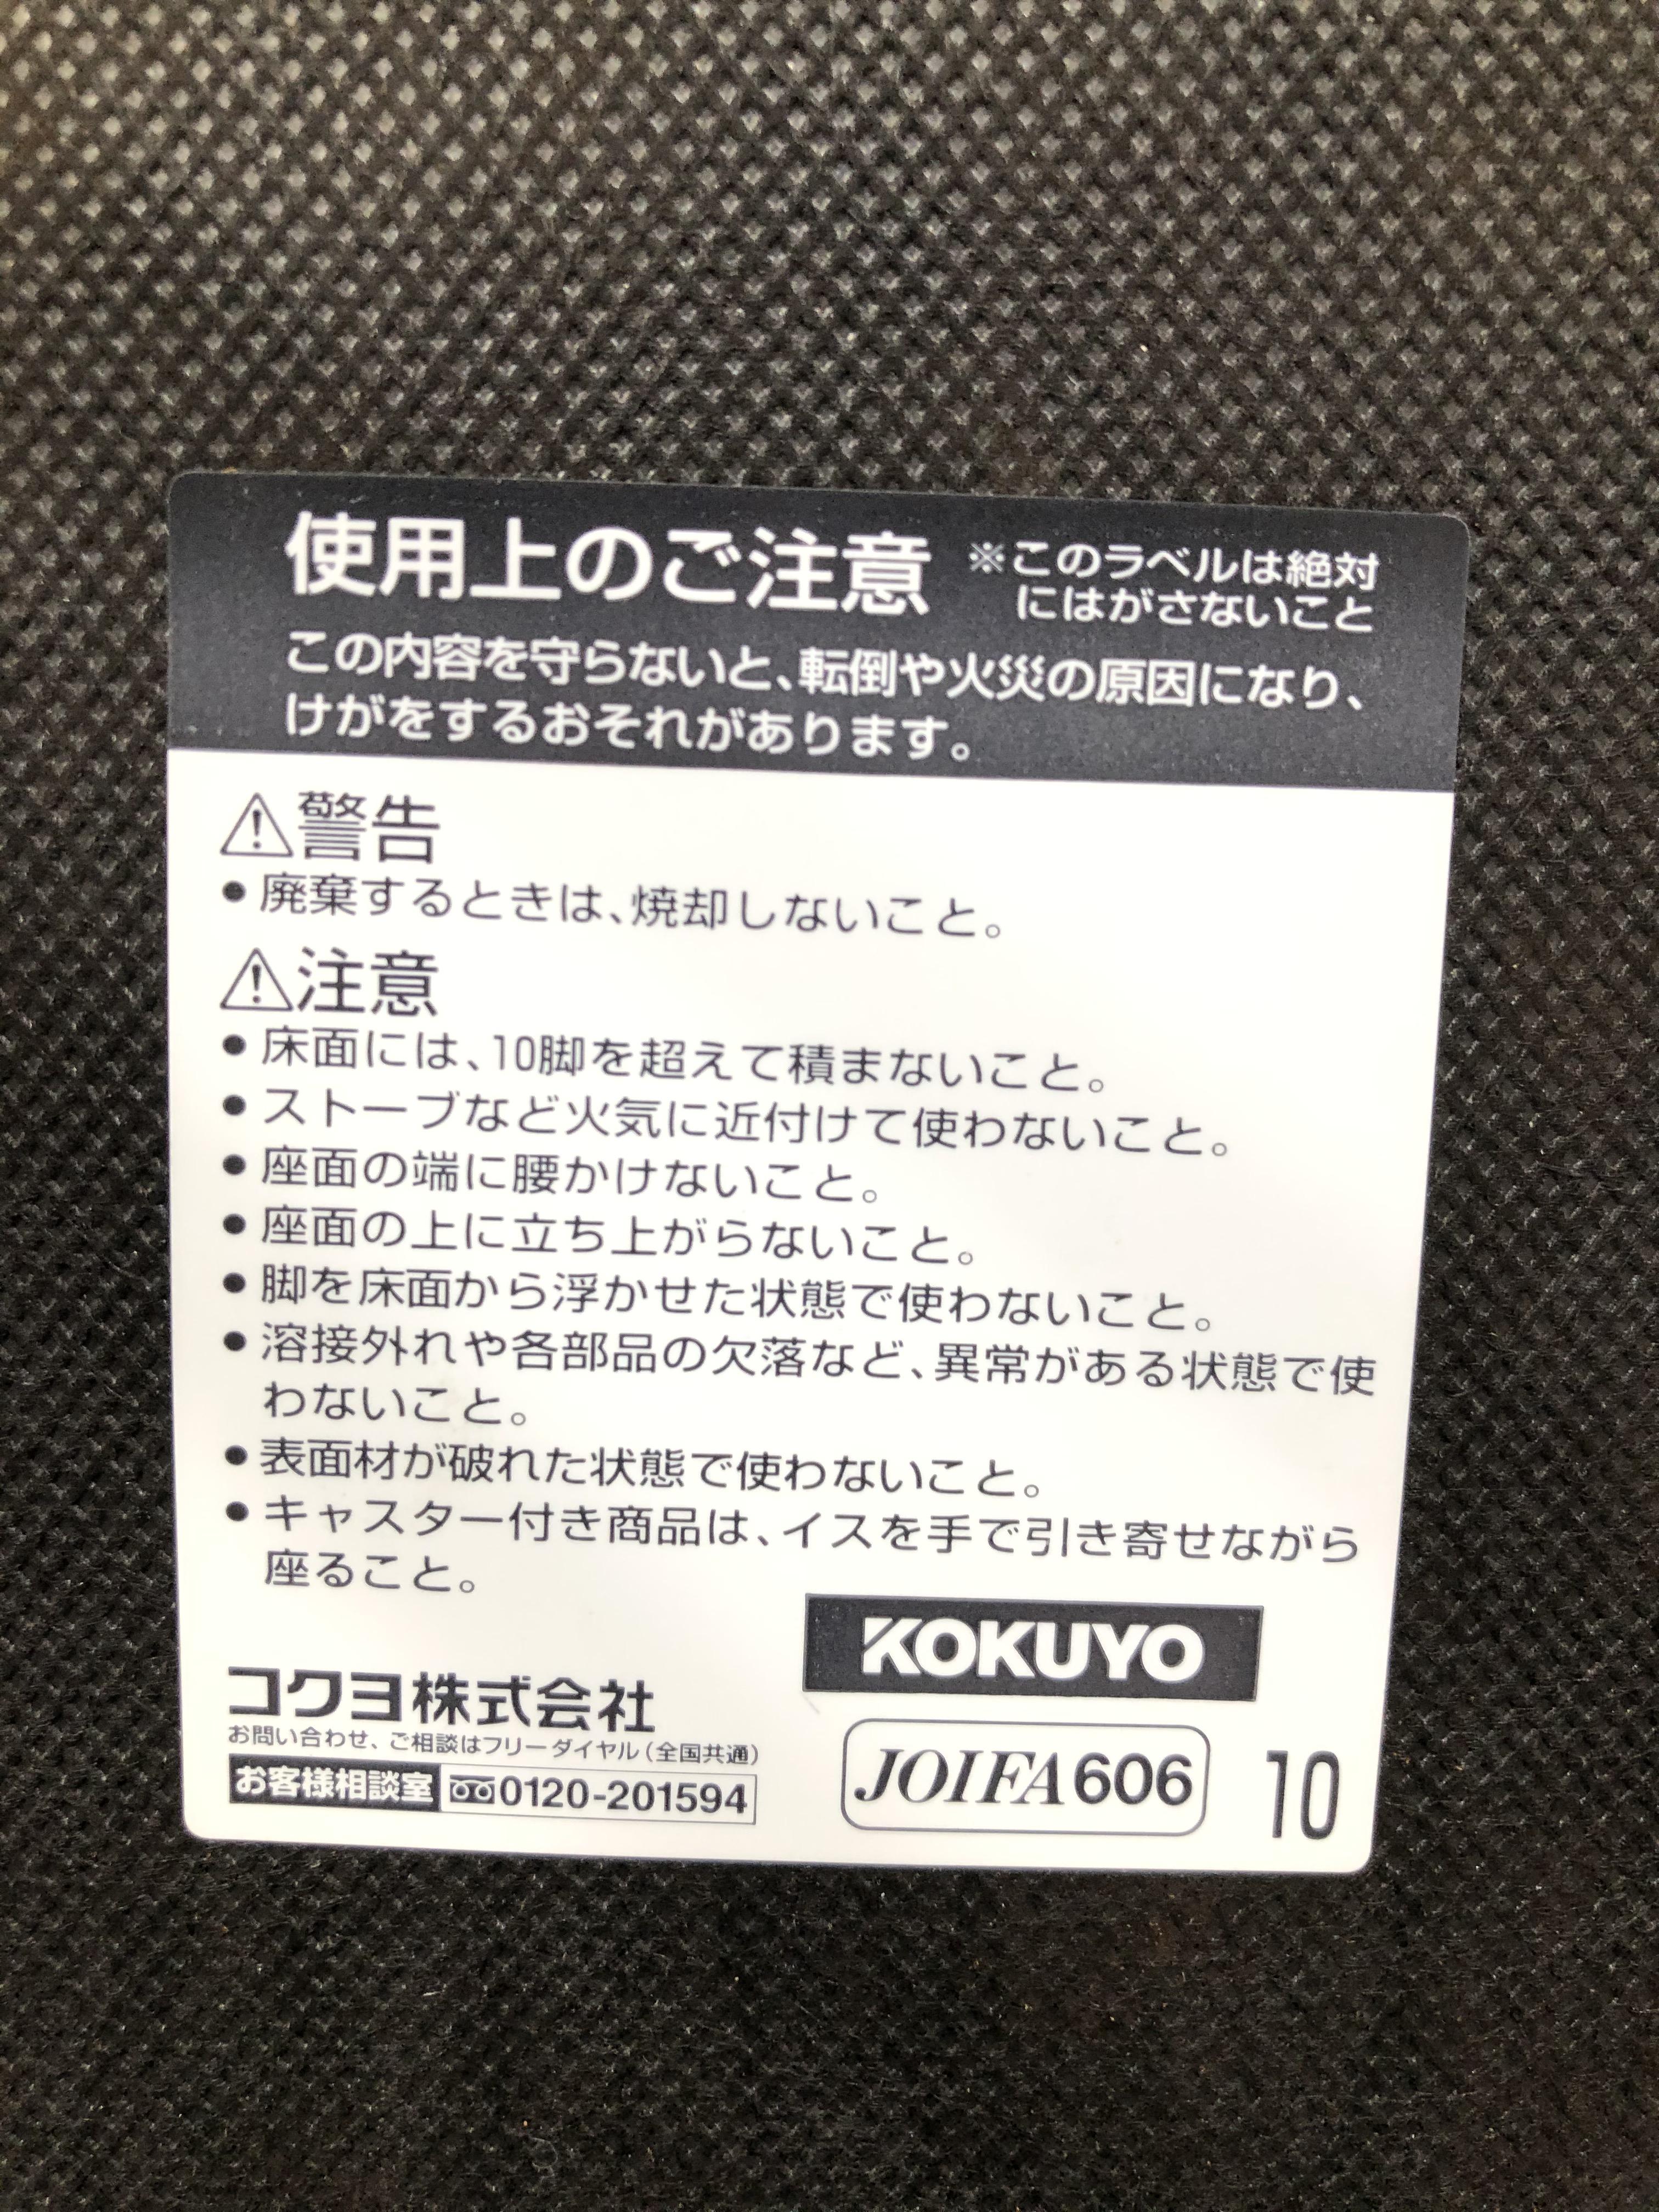 使用上のご注意 ※このラベルは絶対
にはがさないこと
この内容を守らないと、転倒や火災の原因になり、
けがをするおそれがあります。
⚠警告
●廃棄するときは、焼却しないこと。
⚠注意
●床面には、10脚を超えて積まないこと。
●ストーブなど火気に近付けて使わないこと。
●座面の端に腰かけないこと。
●座面の上に立ち上がらないこと。
●脚を床面から浮かせた状態で使わないこと。
●溶接外れや各部品の欠落など、異常がある状態で使
わないこと。
●表面材が破れた状態で使わないこと。
●キャスター付き商品は、イスを手で引き寄せながら
座ること。
KOKUYO
コクヨ株式会社
お問い合わせ、ご相談はフリーダイヤル(全国共通)
お客様相談室 0120-201594
JOIFA606 10